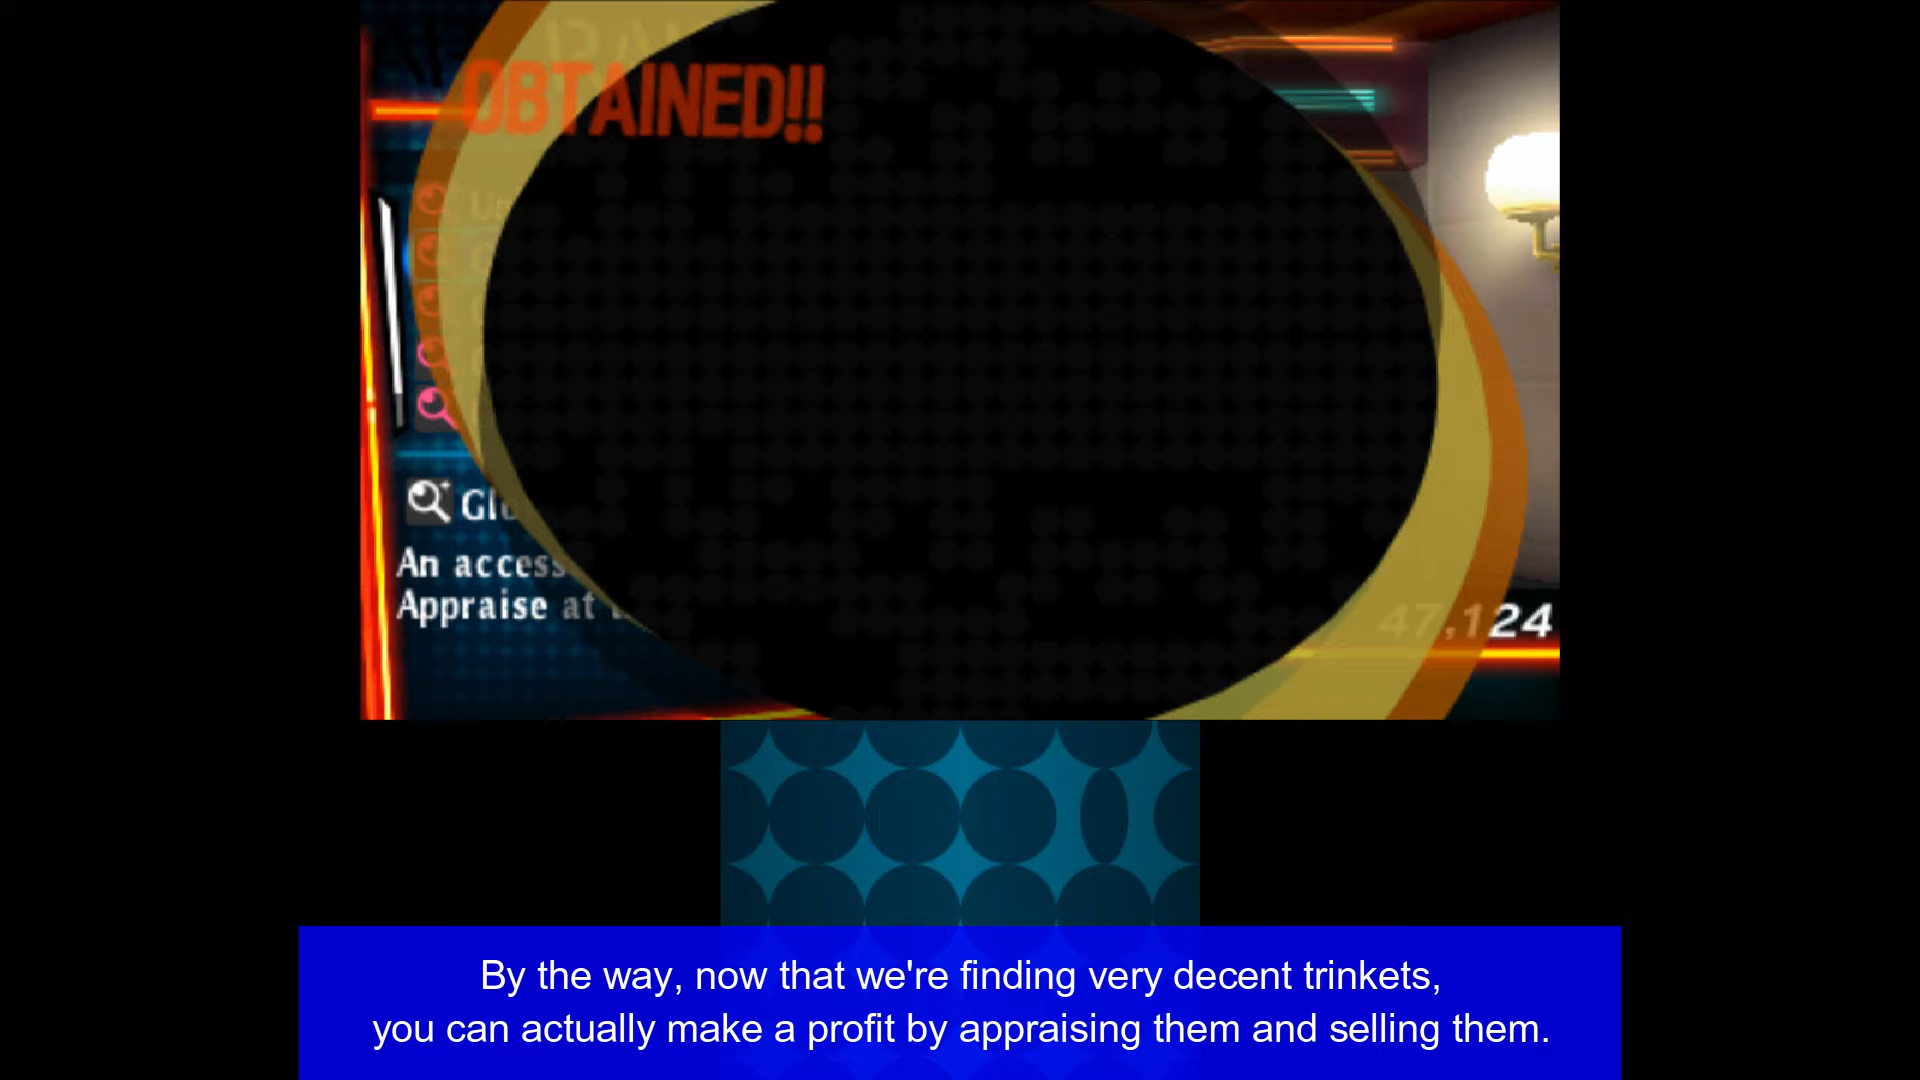 OBTAINED!!
An access
Appraise at
47,124
By the way, now that we're finding very decent trinkets,
you can actually make a profit by appraising them and selling them.